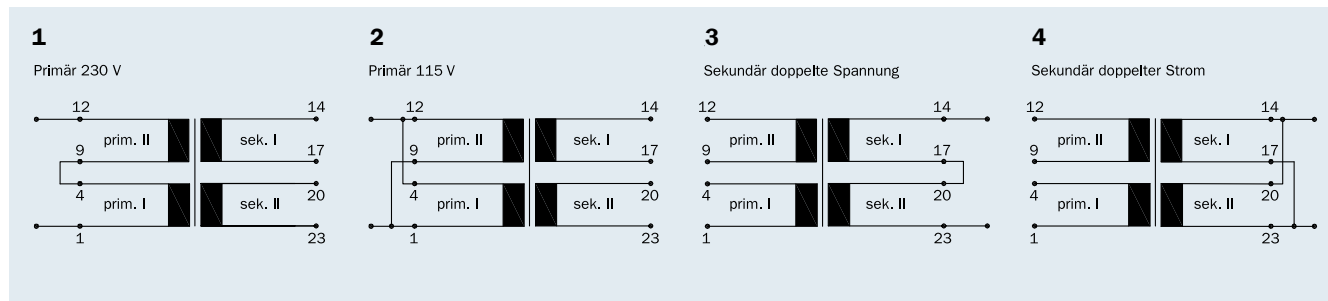 1
Primär 230 V
12
14
prim. II
sek. I
9
17
4
20
prim. I
sek. II
1
23
2
Primär 115 V
12
14
prim. II
sek. I
9
17
4
20
prim. I
sek. II
1
23
3
Sekundär doppelte Spannung
12
14
prim. II
sek. I
9
17
4
20
prim. I
sek. II
1
23
4
Sekundär doppelter Strom
12
14
prim. II
sek. I
9
17
4
20
prim. I
sek. II
1
23